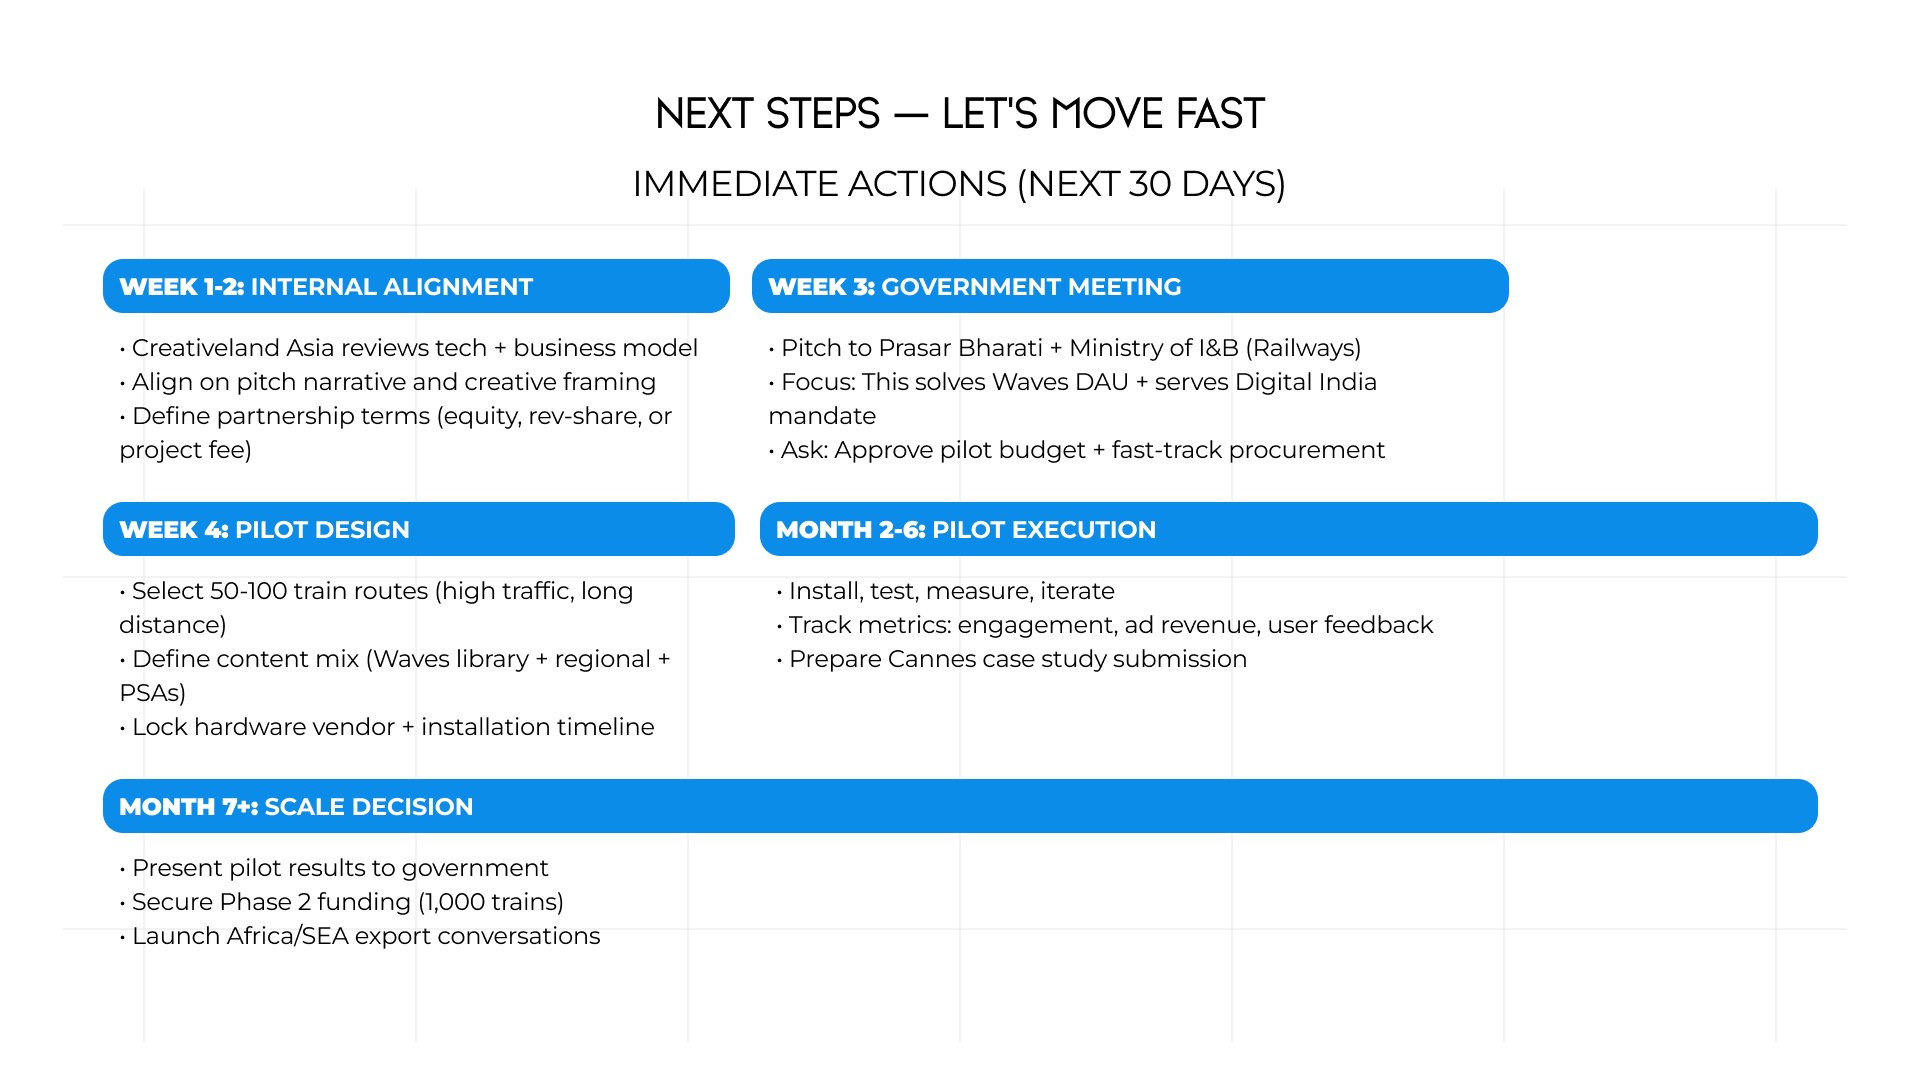 NEXT STEPS — LET'S MOVE FAST
IMMEDIATE ACTIONS (NEXT 30 DAYS)
WEEK 1-2: INTERNAL ALIGNMENT
• Creativeland Asia reviews tech + business model
• Align on pitch narrative and creative framing
• Define partnership terms (equity, rev-share, or
project fee)
WEEK 3: GOVERNMENT MEETING
• Pitch to Prasar Bharati + Ministry of I&B (Railways)
• Focus: This solves Waves DAU + serves Digital India
mandate
• Ask: Approve pilot budget + fast-track procurement
WEEK 4: PILOT DESIGN
• Select 50-100 train routes (high traffic, long
distance)
• Define content mix (Waves library + regional +
PSAs)
• Lock hardware vendor + installation timeline
MONTH 2-6: PILOT EXECUTION
• Install, test, measure, iterate
• Track metrics: engagement, ad revenue, user feedback
• Prepare Cannes case study submission
MONTH 7+: SCALE DECISION
• Present pilot results to government
• Secure Phase 2 funding (1,000 trains)
• Launch Africa/SEA export conversations